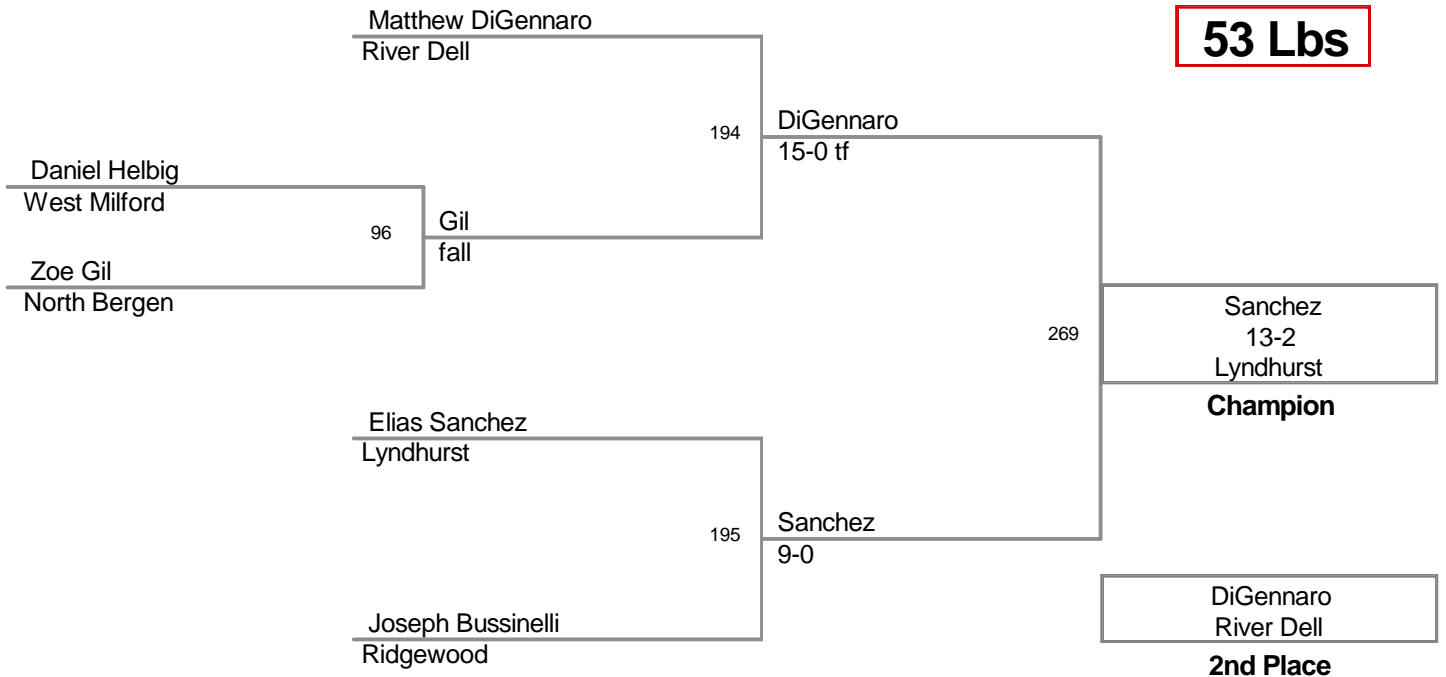 Matthew DiGennaro
River Dell
53 Lbs
194
DiGennaro
15-0 tf
Daniel Helbig
West Milford
96
Gil
fall
Zoe Gil
North Bergen
269
Sanchez
13-2
Lyndhurst
Champion
Elias Sanchez
Lyndhurst
195
Sanchez
9-0
Joseph Bussinelli
Ridgewood
DiGennaro
River Dell
2nd Place